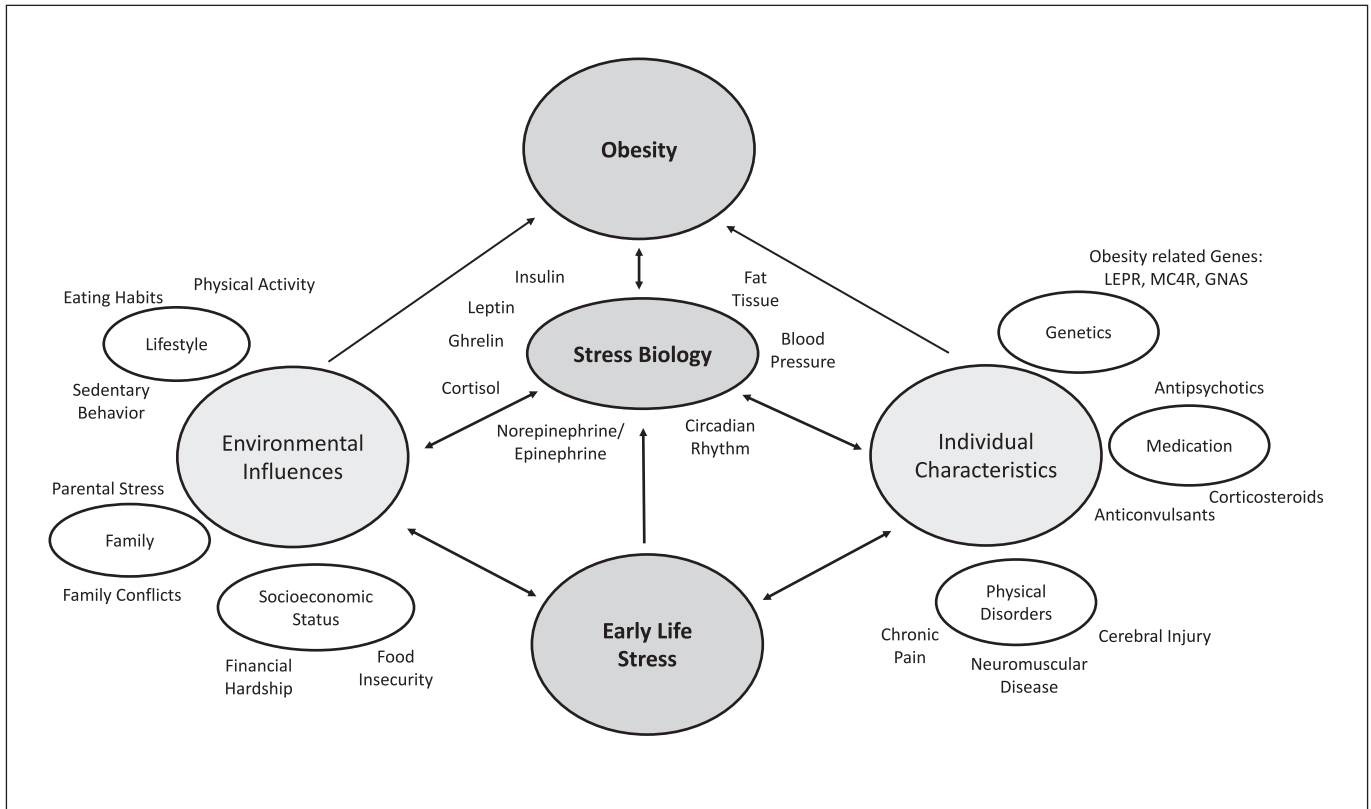 Obesity
Insulin
Leptin
Ghrelin
Cortisol
Norepinephrine/
Epinephrine
Stress Biology
Fat
Tissue
Blood
Pressure
Circadian
Rhythm
Physical Activity
Eating Habits
Lifestyle
Sedentary
Behavior
Environmental
Influences
Parental Stress
Family
Family Conflicts
Socioeconomic
Status
Financial
Hardship
Food
Insecurity
Early Life
Stress
Obesity related Genes:
LEPR, MC4R, GNAS
Genetics
Individual
Characteristics
Antipsychotics
Medication
Corticosteroids
Anticonvulsants
Physical
Disorders
Chronic
Pain
Neuromuscular
Disease
Cerebral Injury